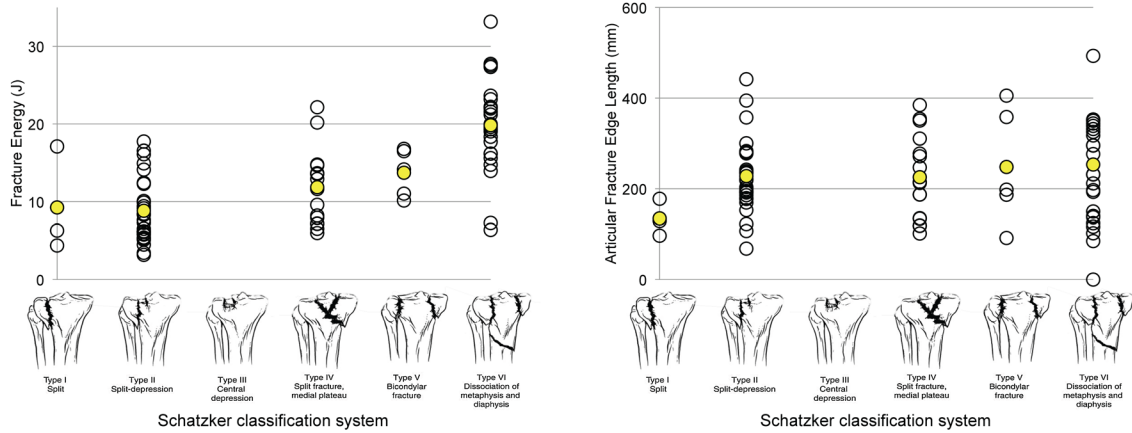 Fracture Energy (J)
30
20
10
0
Type I
Split
Type II
Split-depression
Type III
Central
depression
Type IV
Split fracture,
medial plateau
Type V
Bicondylar
fracture
Type VI
Dissociation of
metaphysis and
diaphysis
Schatzker classification system
Articular Fracture Edge Length (mm)
600
400
200
0
Type I
Split
Type II
Split-depression
Type III
Central
depression
Type IV
Split fracture,
medial plateau
Type V
Bicondylar
fracture
Type VI
Dissociation of
metaphysis and
diaphysis
Schatzker classification system